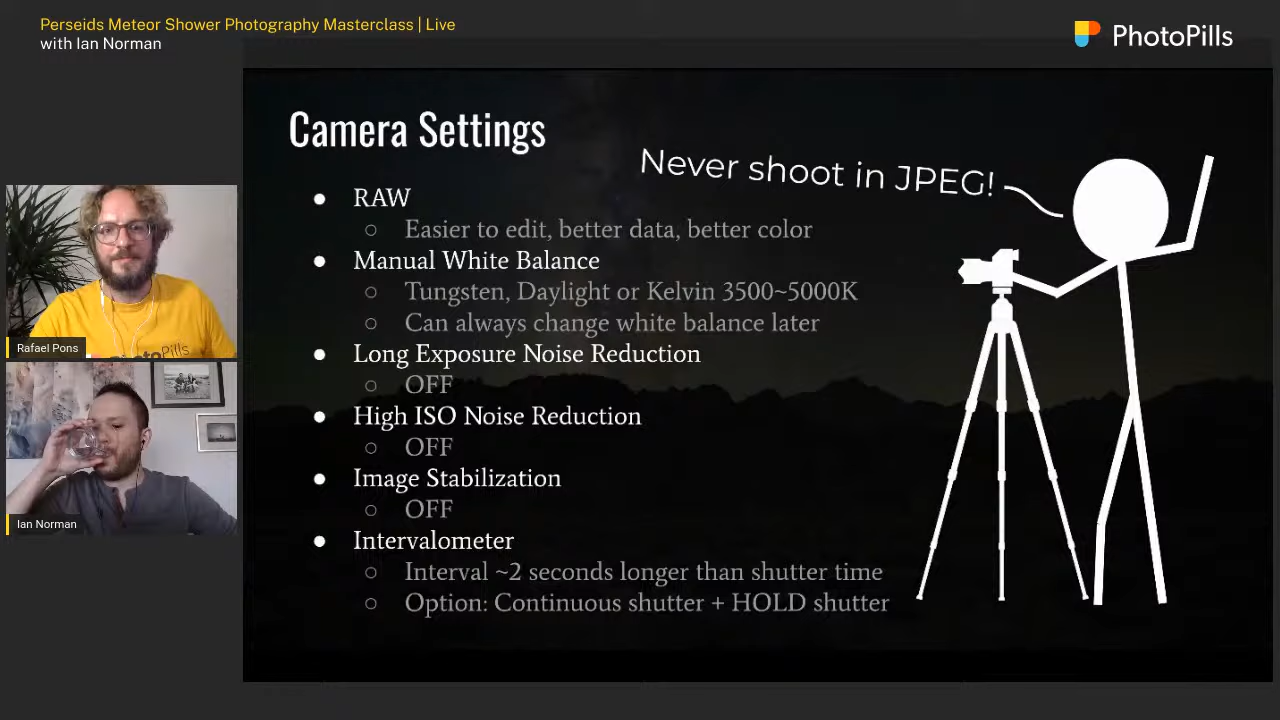 Perseids Meteor Shower Photography Masterclass | Live
with Ian Norman
PhotoPills
Camera Settings
Never shoot in JPEG!
● RAW
○ Easier to edit, better data, better color
● Manual White Balance
○ Tungsten, Daylight or Kelvin 3500~5000K
○ Can always change white balance later
● Long Exposure Noise Reduction
○ OFF
● High ISO Noise Reduction
○ OFF
● Image Stabilization
○ OFF
● Intervalometer
○ Interval ~2 seconds longer than shutter time
○ Option: Continuous shutter + HOLD shutter
PhotoPills
Rafael Pons
Ian Norman